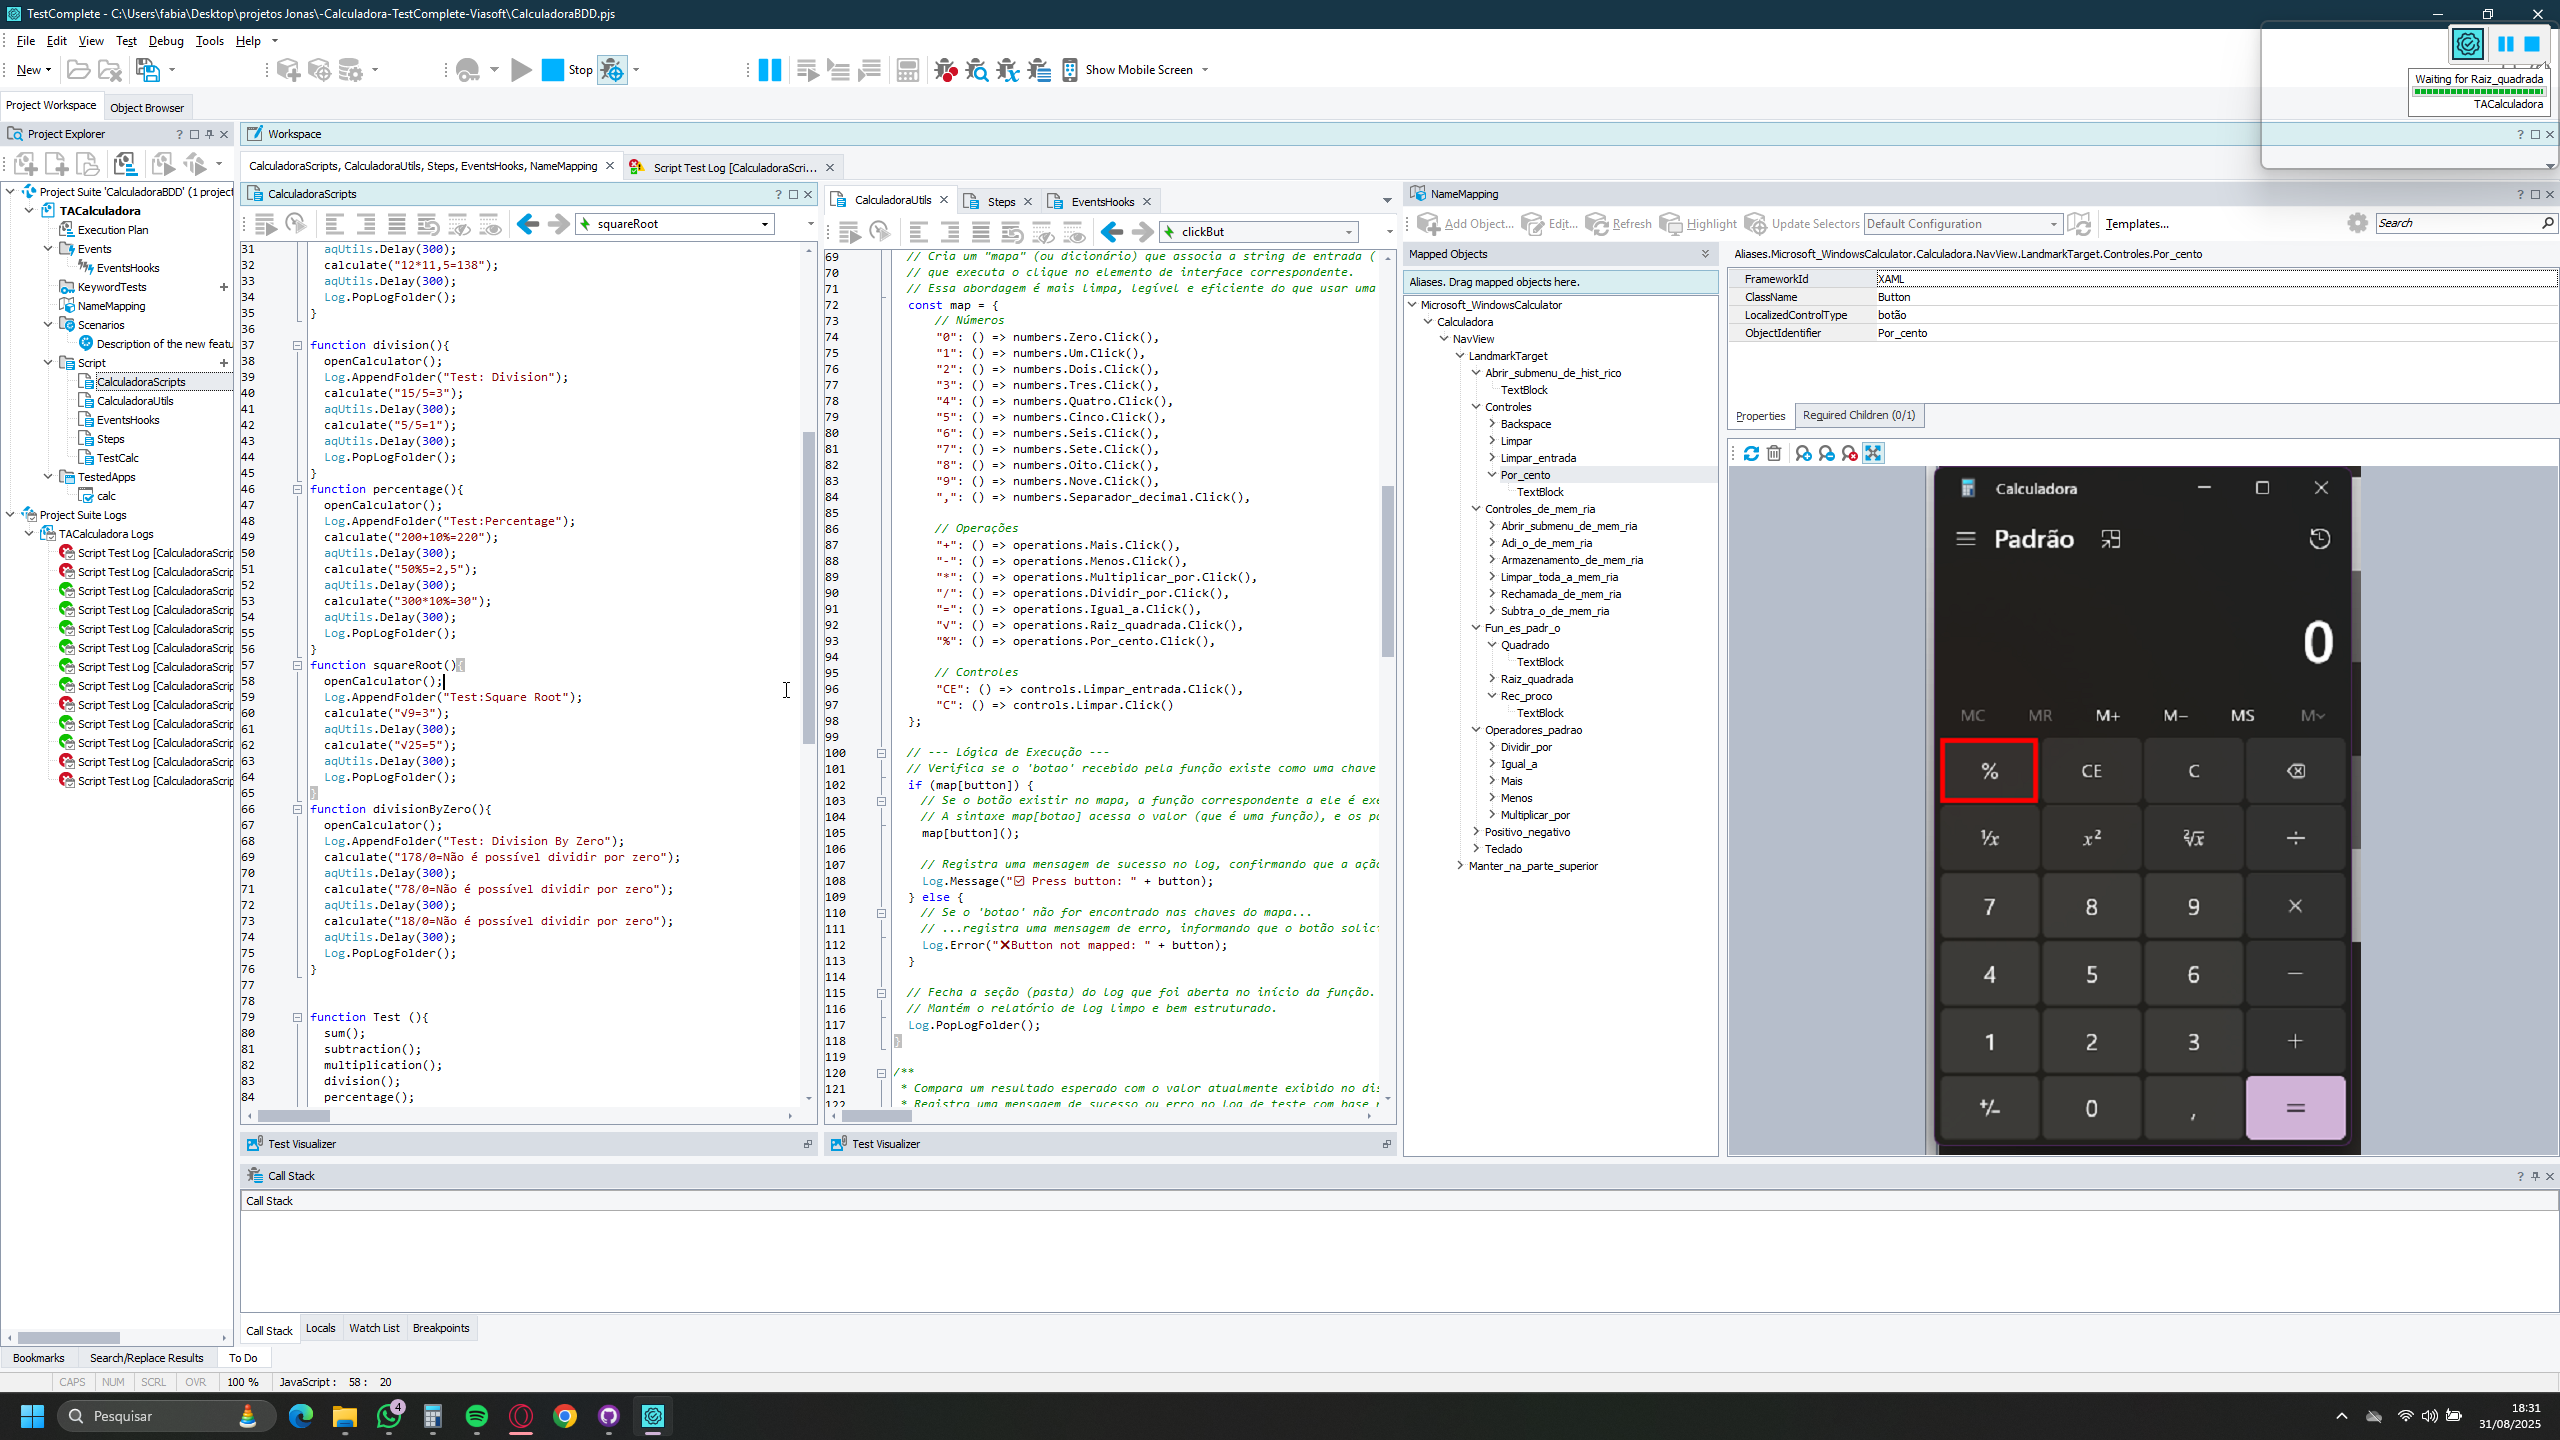 TestComplete - C:\Users\fabia\Desktop\projetos Jonas\-Calculadora-TestComplete-Viasoft\CalculadoraBDD.pjs
File Edit View Test Debug Tools Help
New Stop Show Mobile Screen
Waiting for Raiz_quadrada
TACalculadora
Project Workspace Object Browser
Project Explorer
Workspace
CalculadoraScripts, CalculadoraUtils, Steps, EventsHooks, NameMapping Script Test Log [CalculadoraScri...
Project Suite 'CalculadoraBDD' (1 project
TACalculadora
Execution Plan
Events
EventsHooks
KeywordTests
NameMapping
Scenarios
Description of the new featu
Script
CalculadoraScripts
CalculadoraUtils
EventsHooks
Steps
TestCalc
TestedApps
calc
Project Suite Logs
TACalculadora Logs
Script Test Log [CalculadoraScrip
Script Test Log [CalculadoraScrip
Script Test Log [CalculadoraScrip
Script Test Log [CalculadoraScrip
Script Test Log [CalculadoraScrip
Script Test Log [CalculadoraScrip
Script Test Log [CalculadoraScrip
Script Test Log [CalculadoraScrip
Script Test Log [CalculadoraScrip
Script Test Log [CalculadoraScrip
Script Test Log [CalculadoraScrip
Script Test Log [CalculadoraScrip
Script Test Log [CalculadoraScrip
CalculadoraScripts
squareRoot
31 aqUtils.Delay(300);
32 calculate("12*11,5=138");
33 aqUtils.Delay(300);
34 Log.PopLogFolder();
35 }
36
37 function division(){
38 openCalculator();
39 Log.AppendFolder("Test: Division");
40 calculate("15/5=3");
41 aqUtils.Delay(300);
42 calculate("5/5=1");
43 aqUtils.Delay(300);
44 Log.PopLogFolder();
45 }
46 function percentage(){
47 openCalculator();
48 Log.AppendFolder("Test:Percentage");
49 calculate("200+10%=220");
50 aqUtils.Delay(300);
51 calculate("50%5=2,5");
52 aqUtils.Delay(300);
53 calculate("300*10%=30");
54 aqUtils.Delay(300);
55 Log.PopLogFolder();
56 }
57 function squareRoot(){
58 openCalculator();
59 Log.AppendFolder("Test:Square Root");
60 calculate("√9=3");
61 aqUtils.Delay(300);
62 calculate("√25=5");
63 aqUtils.Delay(300);
64 Log.PopLogFolder();
65 }
66 function divisionByZero(){
67 openCalculator();
68 Log.AppendFolder("Test: Division By Zero");
69 calculate("178/0=Não é possível dividir por zero");
70 aqUtils.Delay(300);
71 calculate("78/0=Não é possível dividir por zero");
72 aqUtils.Delay(300);
73 calculate("18/0=Não é possível dividir por zero");
74 aqUtils.Delay(300);
75 Log.PopLogFolder();
76 }
77
78
79 function Test (){
80 sum();
81 subtraction();
82 multiplication();
83 division();
84 percentage();
Test Visualizer
CalculadoraUtils Steps EventsHooks
clickBut
69 // Cria um "mapa" (ou dicionário) que associa a string de entrada (
70 // que executa o clique no elemento de interface correspondente.
71 // Essa abordagem é mais limpa, legível e eficiente do que usar uma
72 const map = {
73 // Números
74 "0": () => numbers.Zero.Click(),
75 "1": () => numbers.Um.Click(),
76 "2": () => numbers.Dois.Click(),
77 "3": () => numbers.Tres.Click(),
78 "4": () => numbers.Quatro.Click(),
79 "5": () => numbers.Cinco.Click(),
80 "6": () => numbers.Seis.Click(),
81 "7": () => numbers.Sete.Click(),
82 "8": () => numbers.Oito.Click(),
83 "9": () => numbers.Nove.Click(),
84 ",": () => numbers.Separador_decimal.Click(),
85
86 // Operações
87 "+": () => operations.Mais.Click(),
88 "-": () => operations.Menos.Click(),
89 "*": () => operations.Multiplicar_por.Click(),
90 "/": () => operations.Dividir_por.Click(),
91 "=": () => operations.Igual_a.Click(),
92 "√": () => operations.Raiz_quadrada.Click(),
93 "%": () => operations.Por_cento.Click(),
94
95 // Controles
96 "CE": () => controls.Limpar_entrada.Click(),
97 "C": () => controls.Limpar.Click()
98 };
99
100 // --- Lógica de Execução ---
101 // Verifica se o 'botao' recebido pela função existe como uma chave
102 if (map[button]) {
103 // Se o botão existir no mapa, a função correspondente a ele é exe
104 // A sintaxe map[botao] acessa o valor (que é uma função), e os pa
105 map[button]();
106
107 // Registra uma mensagem de sucesso no log, confirmando que a ação
108 Log.Message("☑ Press button: " + button);
109 } else {
110 // Se o 'botao' não for encontrado nas chaves do mapa...
111 // ...registra uma mensagem de erro, informando que o botão solici
112 Log.Error("❌Button not mapped: " + button);
113 }
114
115 // Fecha a seção (pasta) do log que foi aberta no início da função.
116 // Mantém o relatório de log limpo e bem estruturado.
117 Log.PopLogFolder();
118 }
119
120 /**
121 * Compara um resultado esperado com o valor atualmente exibido no dis
122 * Registra uma mensagem de sucesso ou erro no log de teste com base n
Test Visualizer
NameMapping
Add Object... Edit... Refresh Highlight Update Selectors Default Configuration Templates... Search
Mapped Objects
Aliases. Drag mapped objects here.
Microsoft_WindowsCalculator
Calculadora
NavView
LandmarkTarget
Abrir_submenu_de_hist_rico
TextBlock
Controles
Backspace
Limpar
Limpar_entrada
Por_cento
TextBlock
Controles_de_mem_ria
Abrir_submenu_de_mem_ria
Adi_o_de_mem_ria
Armazenamento_de_mem_ria
Limpar_toda_a_mem_ria
Rechamada_de_mem_ria
Subtra_o_de_mem_ria
Fun_es_padr_o
Quadrado
TextBlock
Raiz_quadrada
Rec_proco
TextBlock
Operadores_padrao
Dividir_por
Igual_a
Mais
Menos
Multiplicar_por
Positivo_negativo
Teclado
Manter_na_parte_superior
Aliases.Microsoft_WindowsCalculator.Calculadora.NavView.LandmarkTarget.Controles.Por_cento
FrameworkId XAML
ClassName Button
LocalizedControlType botão
ObjectIdentifier Por_cento
Properties Required Children (0/1)
Calculadora
Padrão
0
MC MR M+ M− MS M˅
% CE C ⌫
⅟x x² ²√x ÷
7 8 9 ×
4 5 6 −
1 2 3 +
+/− 0 , =
Call Stack
Call Stack
Call Stack Locals Watch List Breakpoints
Bookmarks Search/Replace Results To Do
CAPS NUM SCRL OVR 100 % JavaScript : 58 : 20
Pesquisar
4
18:31
31/08/2025